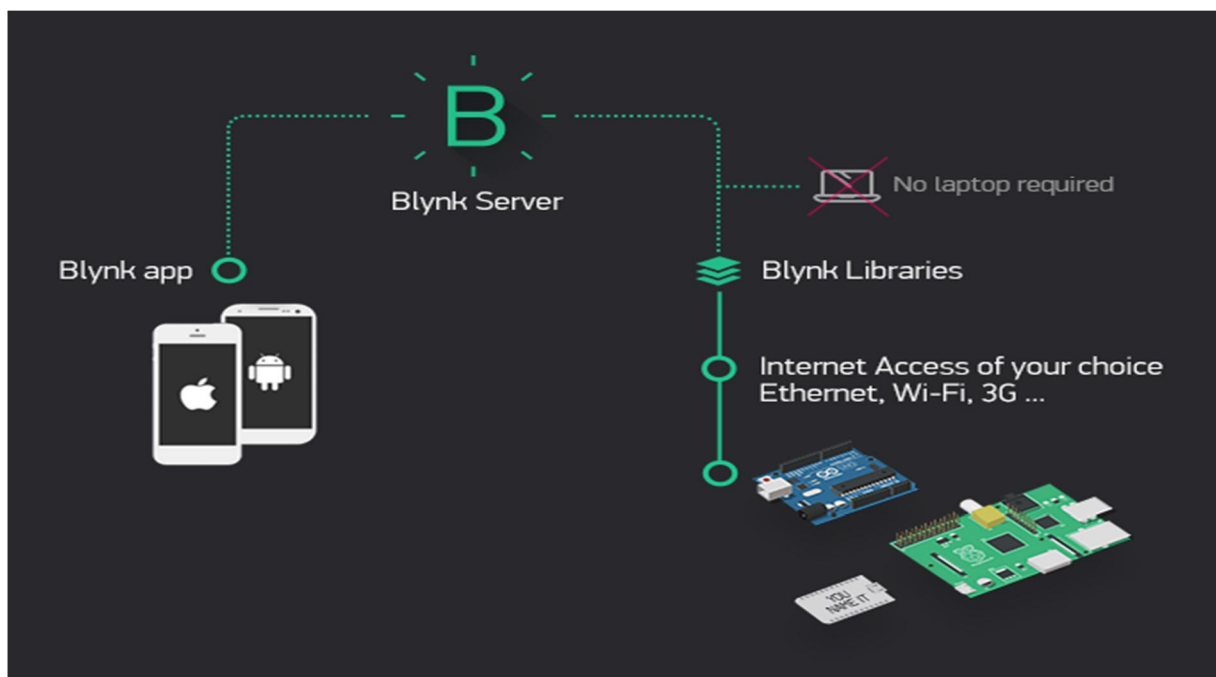 B
Blynk Server
No laptop required
Blynk app
Blynk Libraries
Internet Access of your choice
Ethernet, Wi-Fi, 3G ...
YOU
NAME IT